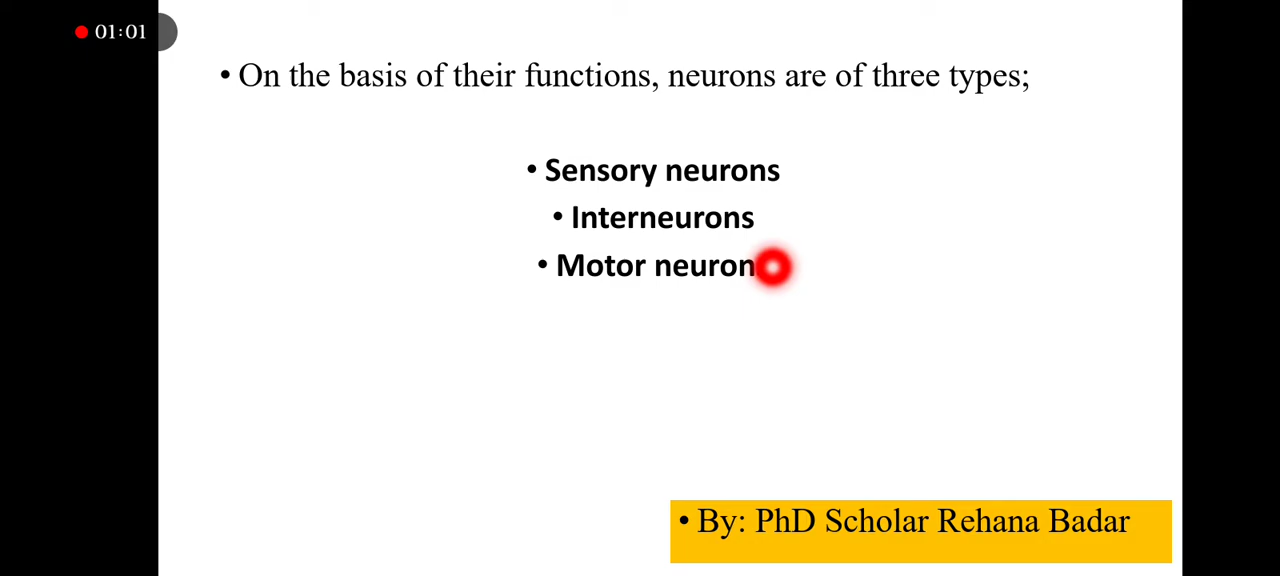 01:01
• On the basis of their functions, neurons are of three types;
• Sensory neurons
• Interneurons
• Motor neuron
• By: PhD Scholar Rehana Badar